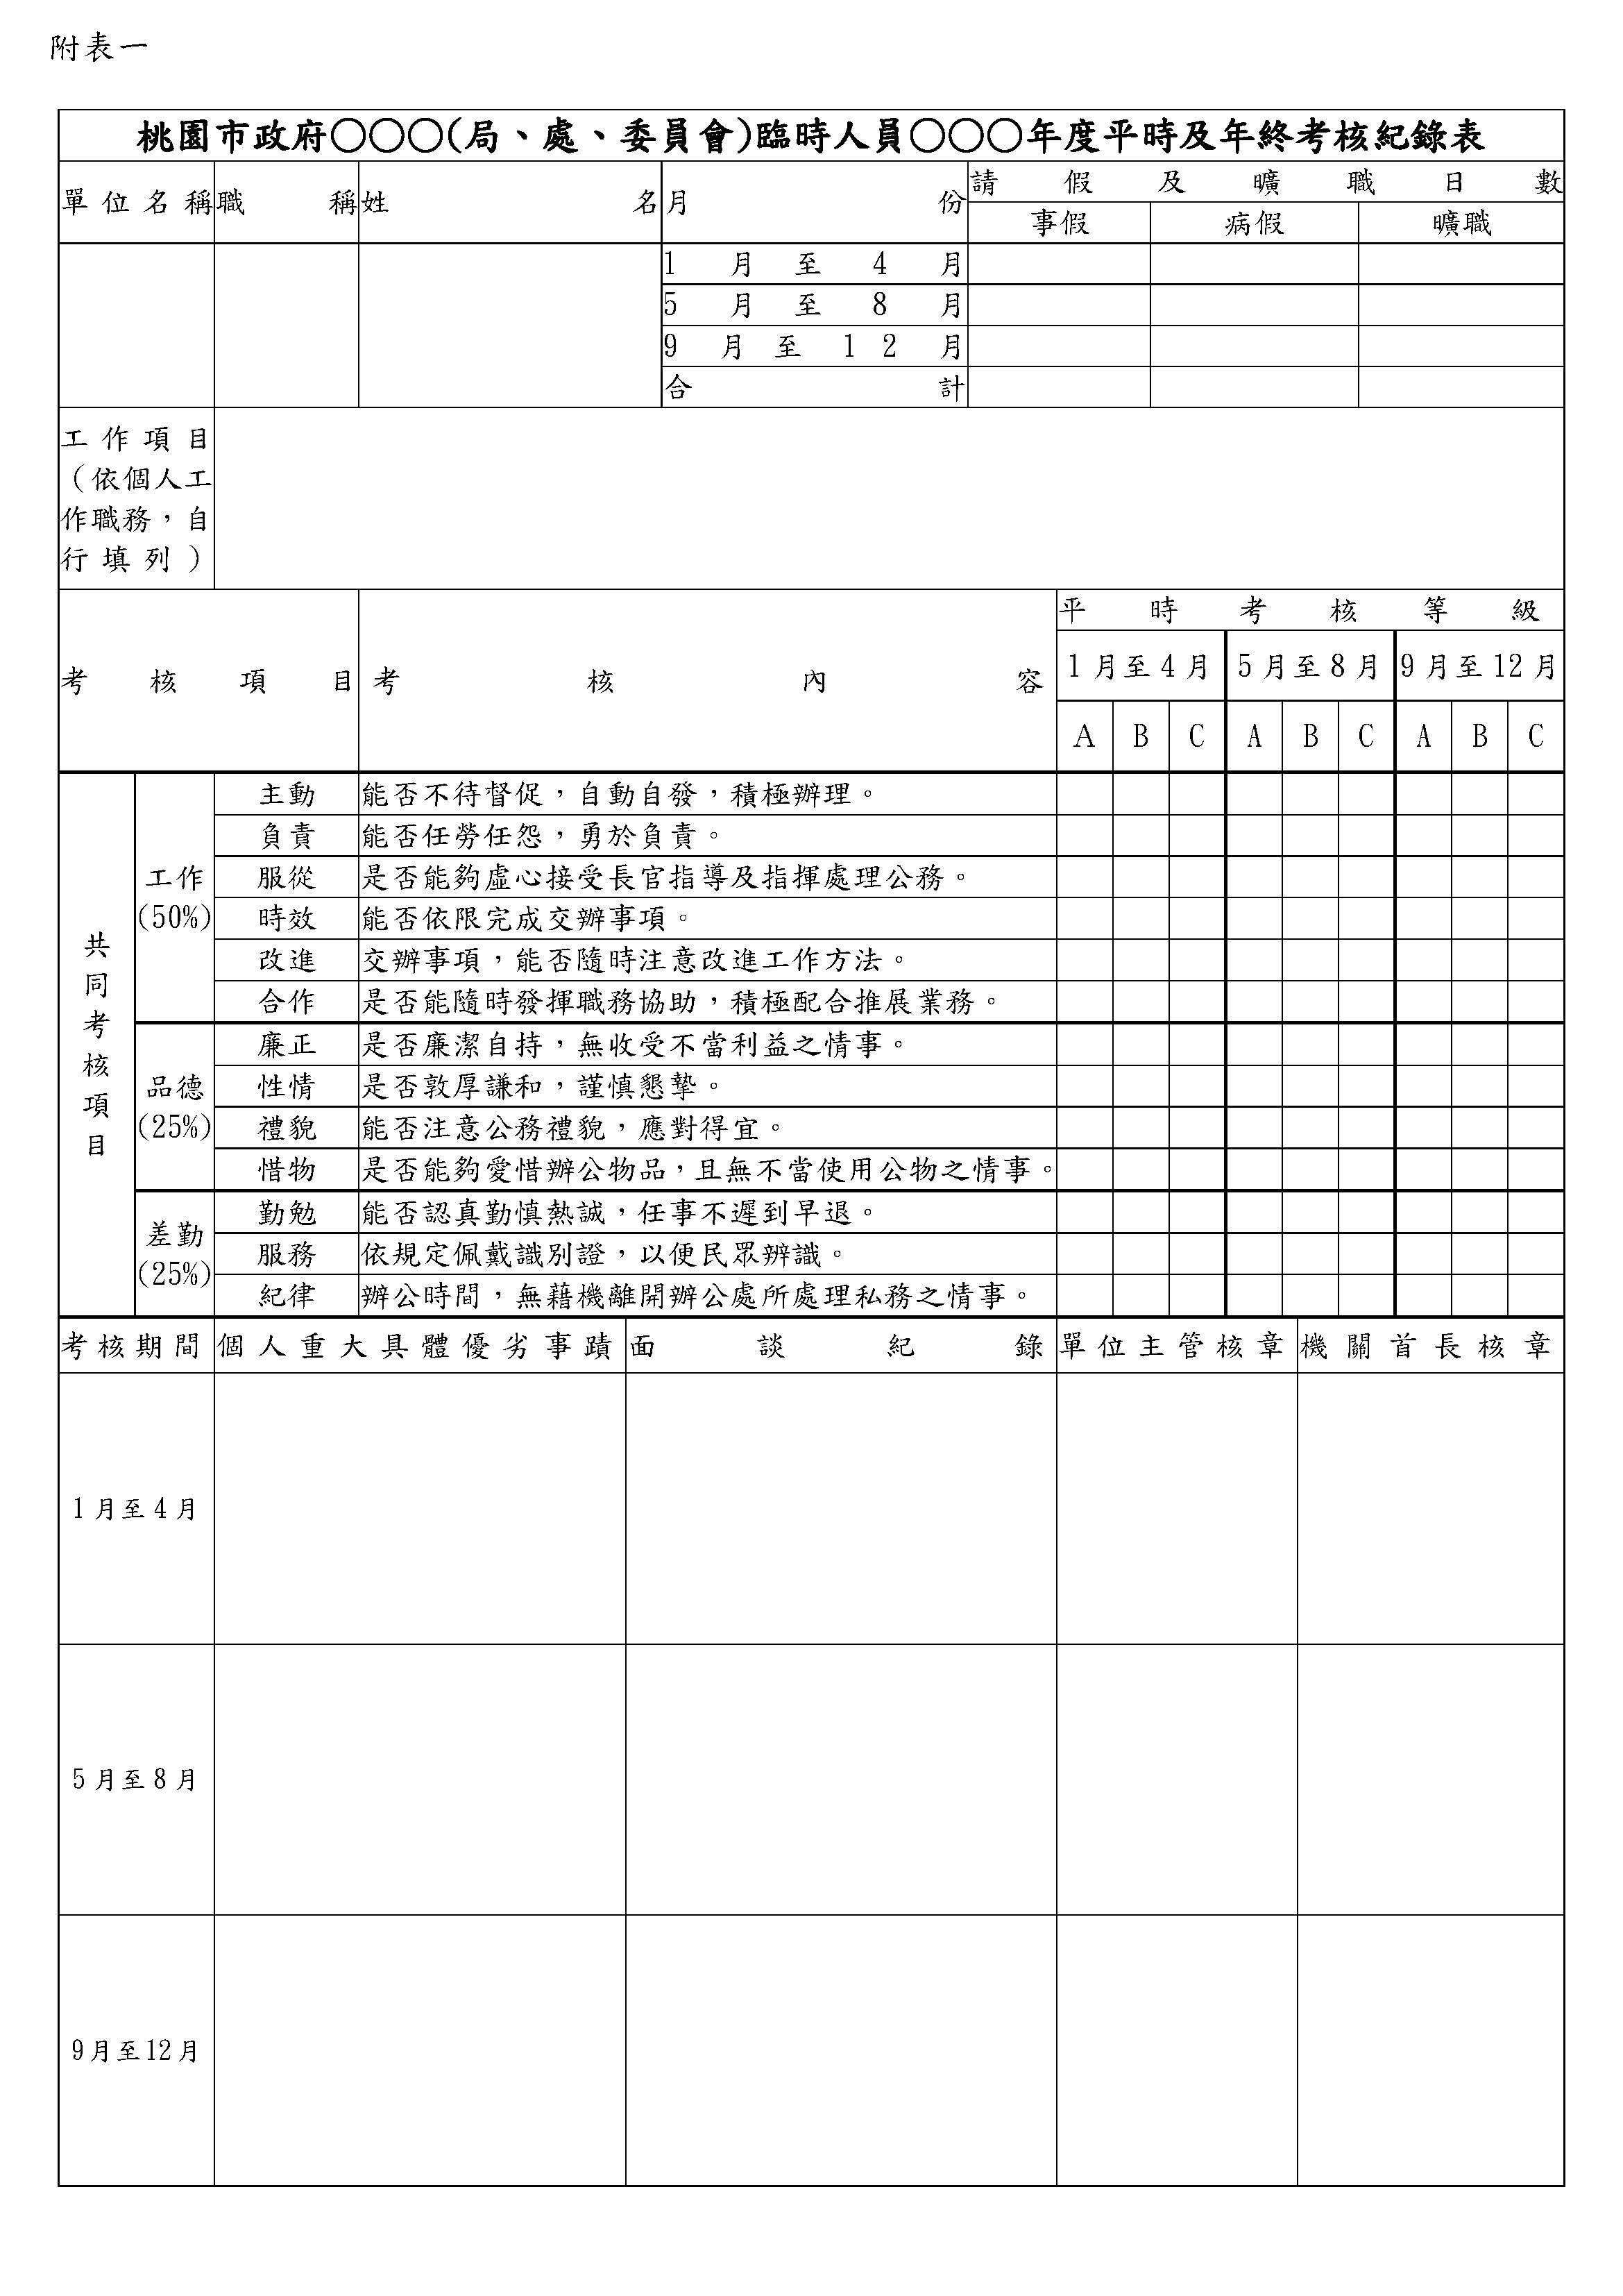 附表一
桃園市政府○○○(局、處、委員會)臨時人員○○○年度平時及年終考核紀錄表
單位名稱 職稱 姓名 月份 請假及曠職日數
事假 病假 曠職
1月至4月
5月至8月
9月至12月
合計
工作項目
（依個人工
作職務，自
行填列）
考核項目 考核內容 平時考核等級
1月至4月 5月至8月 9月至12月
A B C A B C A B C
共同考核項目
工作
(50%)
主動 能否不待督促，自動自發，積極辦理。
負責 能否任勞任怨，勇於負責。
服從 是否能夠虛心接受長官指導及指揮處理公務。
時效 能否依限完成交辦事項。
改進 交辦事項，能否隨時注意改進工作方法。
合作 是否能隨時發揮職務協助，積極配合推展業務。
品德
(25%)
廉正 是否廉潔自持，無收受不當利益之情事。
性情 是否敦厚謙和，謹慎懇摯。
禮貌 能否注意公務禮貌，應對得宜。
惜物 是否能夠愛惜辦公物品，且無不當使用公物之情事。
差勤
(25%)
勤勉 能否認真勤慎熱誠，任事不遲到早退。
服務 依規定佩戴識別證，以便民眾辨識。
紀律 辦公時間，無藉機離開辦公處所處理私務之情事。
考核期間 個人重大具體優劣事蹟 面談紀錄 單位主管核章 機關首長核章
1月至4月
5月至8月
9月至12月